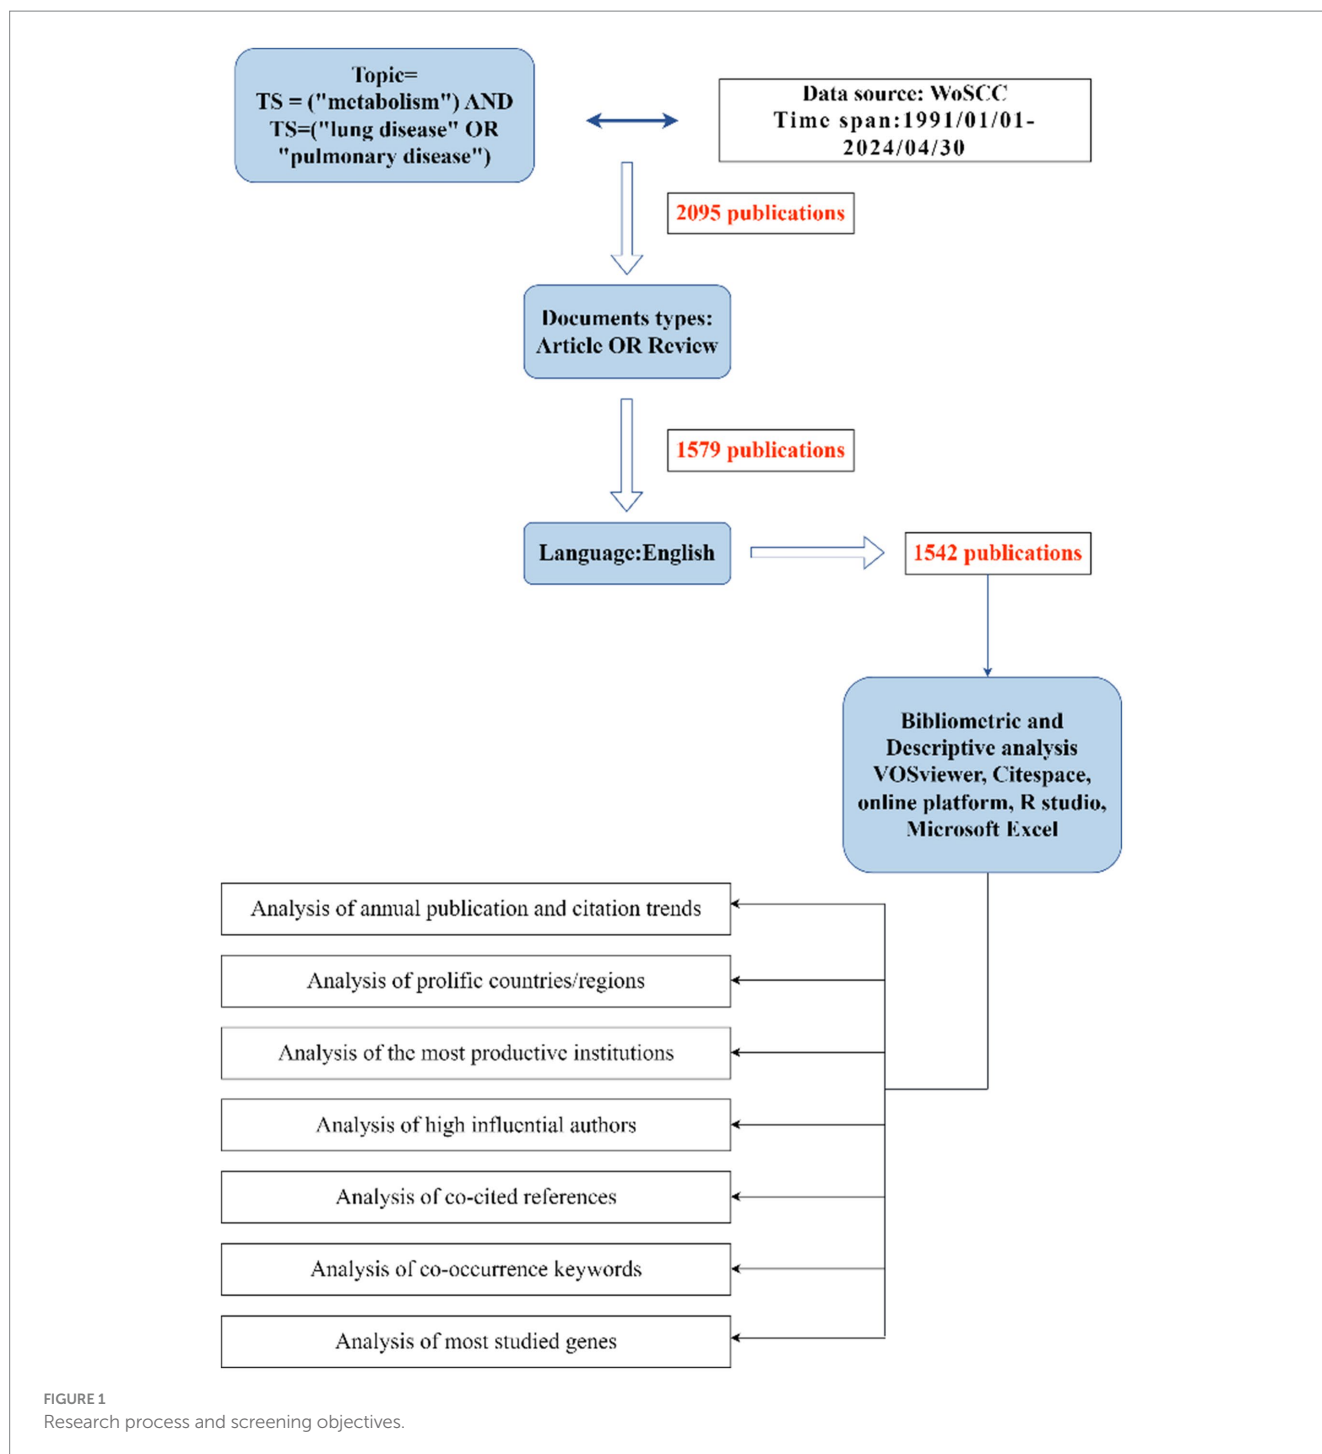 Topic=
TS = ("metabolism") AND
TS=("lung disease" OR
"pulmonary disease")
Data source: WoSCC
Time span:1991/01/01-
2024/04/30
2095 publications
Documents types:
Article OR Review
1579 publications
Language:English
1542 publications
Bibliometric and
Descriptive analysis
VOSviewer, Citespace,
online platform, R studio,
Microsoft Excel
Analysis of annual publication and citation trends
Analysis of prolific countries/regions
Analysis of the most productive institutions
Analysis of high influential authors
Analysis of co-cited references
Analysis of co-occurrence keywords
Analysis of most studied genes
FIGURE 1
Research process and screening objectives.